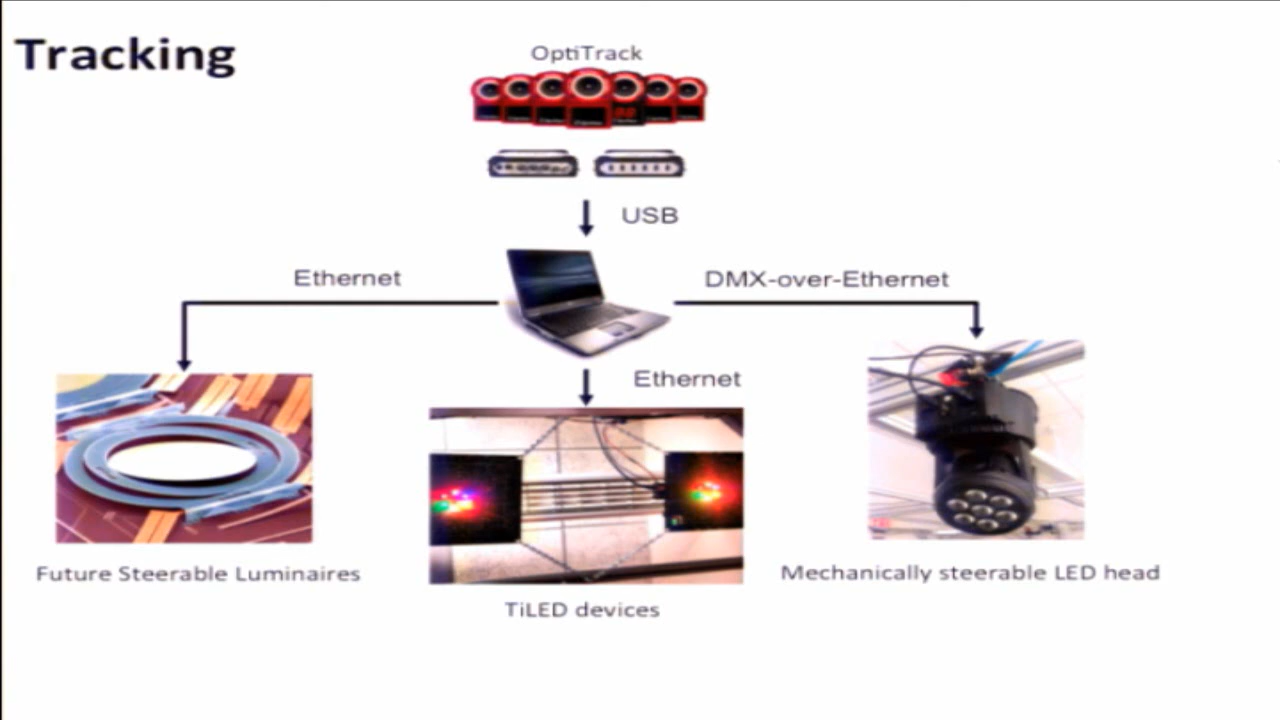 Tracking
OptiTrack
USB
Ethernet
DMX-over-Ethernet
Ethernet
Future Steerable Luminaires
TiLED devices
Mechanically steerable LED head